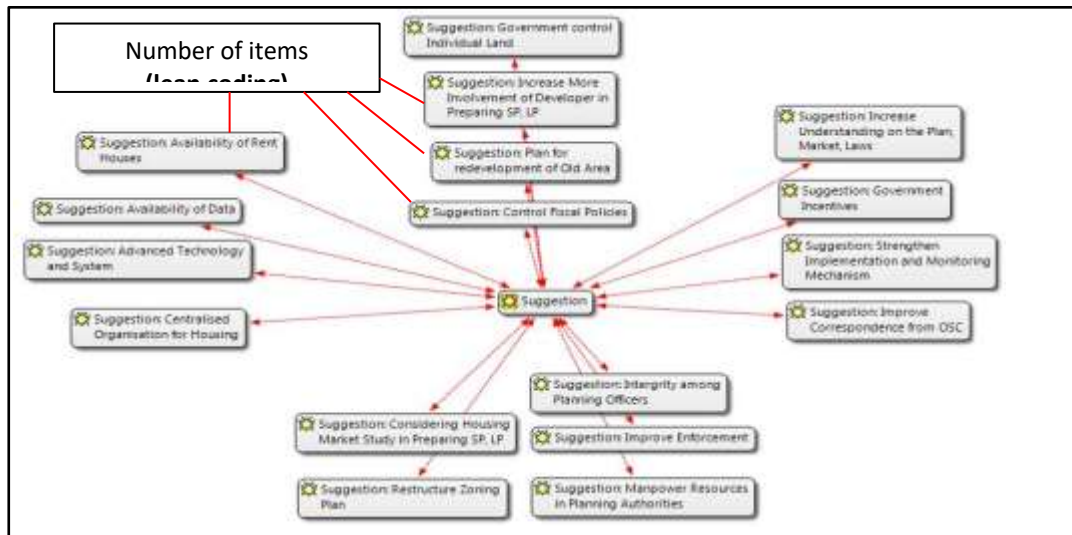 Number of items
Suggestion: Government control
Individual Land
Suggestion: Increase More
Involvement of Developer in
Preparing SP, LP
Suggestion: Availability of Rent
Houses
Suggestion: Plan for
redevelopment of Old Area
Suggestion: Increase
Understanding on the Plan,
Market, Laws
Suggestion: Availability of Data
Suggestion: Control Fiscal Policies
Suggestion: Government
Incentives
Suggestion: Advanced Technology
and System
Suggestion: Strengthen
Implementation and Monitoring
Mechanism
Suggestion
Suggestion: Centralised
Organisation for Housing
Suggestion: Improve
Correspondence from OSC
Suggestion: Intergrity among
Planning Officers
Suggestion: Considering Housing
Market Study in Preparing SP, LP
Suggestion: Improve Enforcement
Suggestion: Restructure Zoning
Plan
Suggestion: Manpower Resources
in Planning Authorities